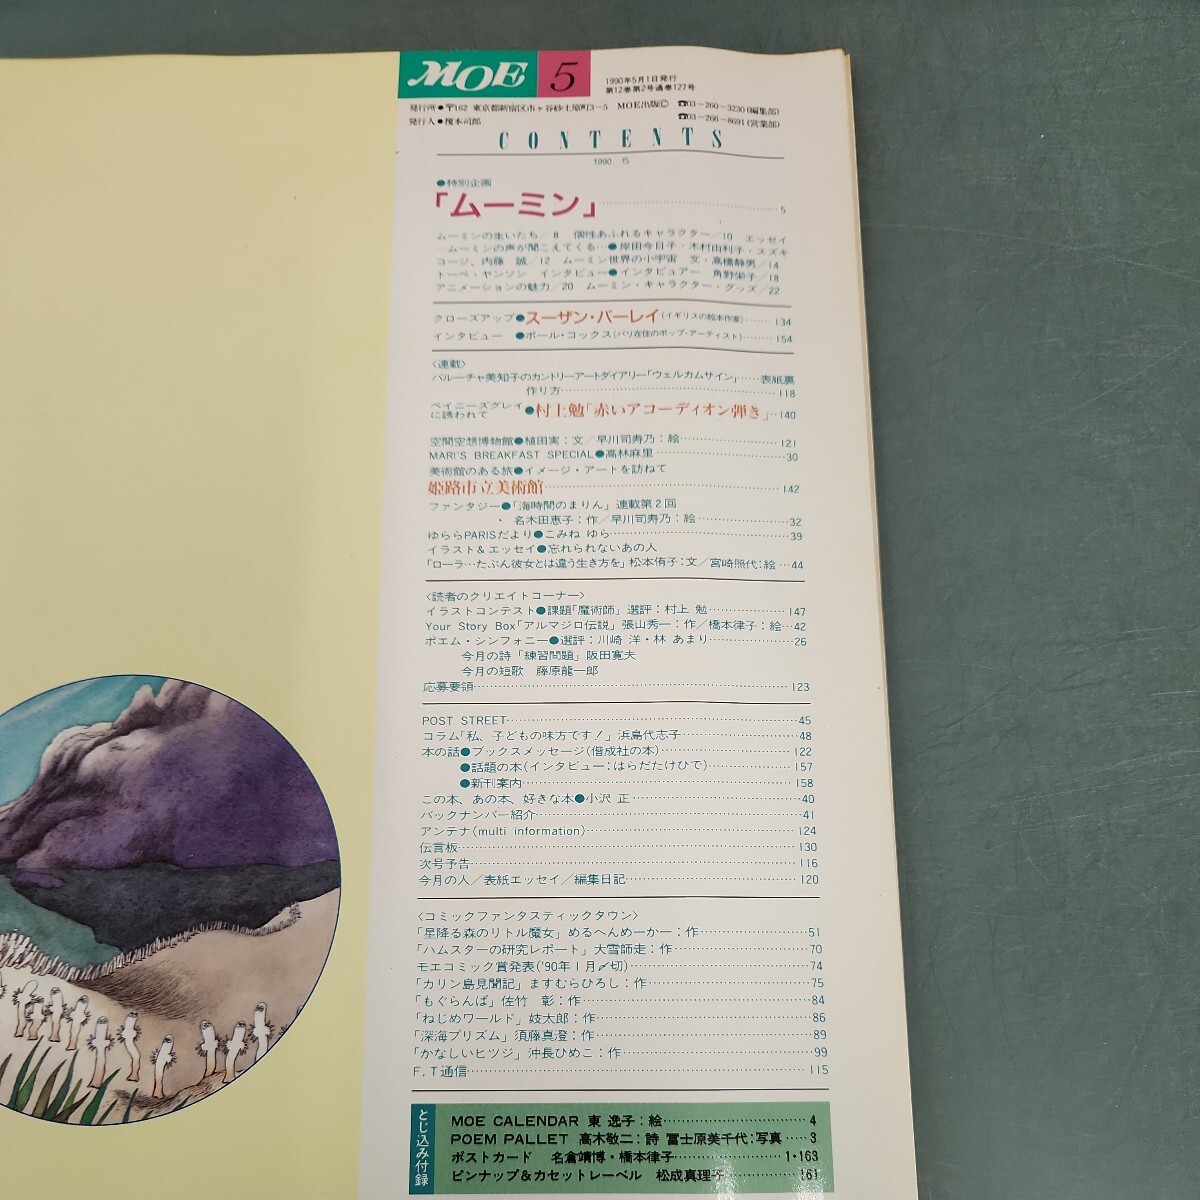 MOE 5
1990年5月1日発行
第12巻第2号通巻127号
発行所●〒162 東京都新宿区市ヶ谷砂土原町3-5 MOE出版© ☎03-260-3230(編集部)
発行人●榎本司郎 ☎03-266-8691(営業部)
CONTENTS
1990. 5
●特別企画
「ムーミン」 5
ムーミンの生いたち/8 個性あふれるキャラクター/10 エッセイ
―ムーミンの声が聞こえてくる…●岸田今日子・木村由利子・スズキ
コージ、内藤 誠/12 ムーミン世界の小宇宙 文・高橋静男/14
トーベ・ヤンソン インタビュー●インタビュアー 角野栄子/18
アニメーションの魅力/20 ムーミン・キャラクター・グッズ/22
クローズアップ●スーザン・バーレイ(イギリスの絵本作家) 134
インタビュー ●ポール・コックス(パリ在住のポップ・アーティスト) 154
〈連載〉
バルーチャ美知子のカントリーアートダイアリー「ウェルカムサイン」 表紙裏
作り方 118
ペイニーズグレイに誘われて●村上勉「赤いアコーディオン弾き」 140
空間空想博物館●植田実:文/早川司寿乃:絵 121
MARI'S BREAKFAST SPECIAL●高林麻里 30
美術館のある旅●イメージ・アートを訪ねて
姫路市立美術館 142
ファンタジー●「海時間のまりん」連載第2回
・名木田恵子:作/早川司寿乃:絵 32
ゆららPARISだより●こみね ゆら 39
イラスト&エッセイ●忘れられないあの人
「ローラ…たぶん彼女とは違う生き方を」松本侑子:文/宮崎照代:絵 44
〈読者のクリエイトコーナー〉
イラストコンテスト●課題「魔術師」選評:村上 勉 147
Your Story Box「アルマジロ伝説」張山秀一:作/橋本律子:絵 42
ポエム・シンフォニー●選評:川崎 洋・林 あまり 26
今月の詩「練習問題」阪田寛夫
今月の短歌 藤原龍一郎
応募要領 123
POST STREET 45
コラム「私、子どもの味方です!」浜島代志子 48
本の話●ブックスメッセージ(偕成社の本) 122
●話題の本(インタビュー:はらだたけひで) 157
●新刊案内 158
この本、あの本、好きな本●小沢 正 40
バックナンバー紹介 41
アンテナ(multi information) 124
伝言板 130
次号予告 116
今月の人/表紙エッセイ/編集日記 120
〈コミックファンタスティックタウン〉
「星降る森のリトル魔女」めるへんめーかー:作 51
「ハムスターの研究レポート」大雪師走:作 70
モエコミック賞発表('90年1月〆切) 74
「カリン島見聞記」ますむらひろし:作 75
「もぐらんぱ」佐竹 彰:作 84
「ねじめワールド」妓太郎:作 86
「深海プリズム」須藤真澄:作 89
「かなしいヒツジ」沖長ひめこ:作 99
F.T通信 115
とじ込み付録
MOE CALENDAR 東 逸子:絵 4
POEM PALLET 高木敬二:詩 冨士原美千代:写真 3
ポストカード 名倉靖博・橋本律子 1・163
ピンナップ&カセットレーベル 松成真理子 161